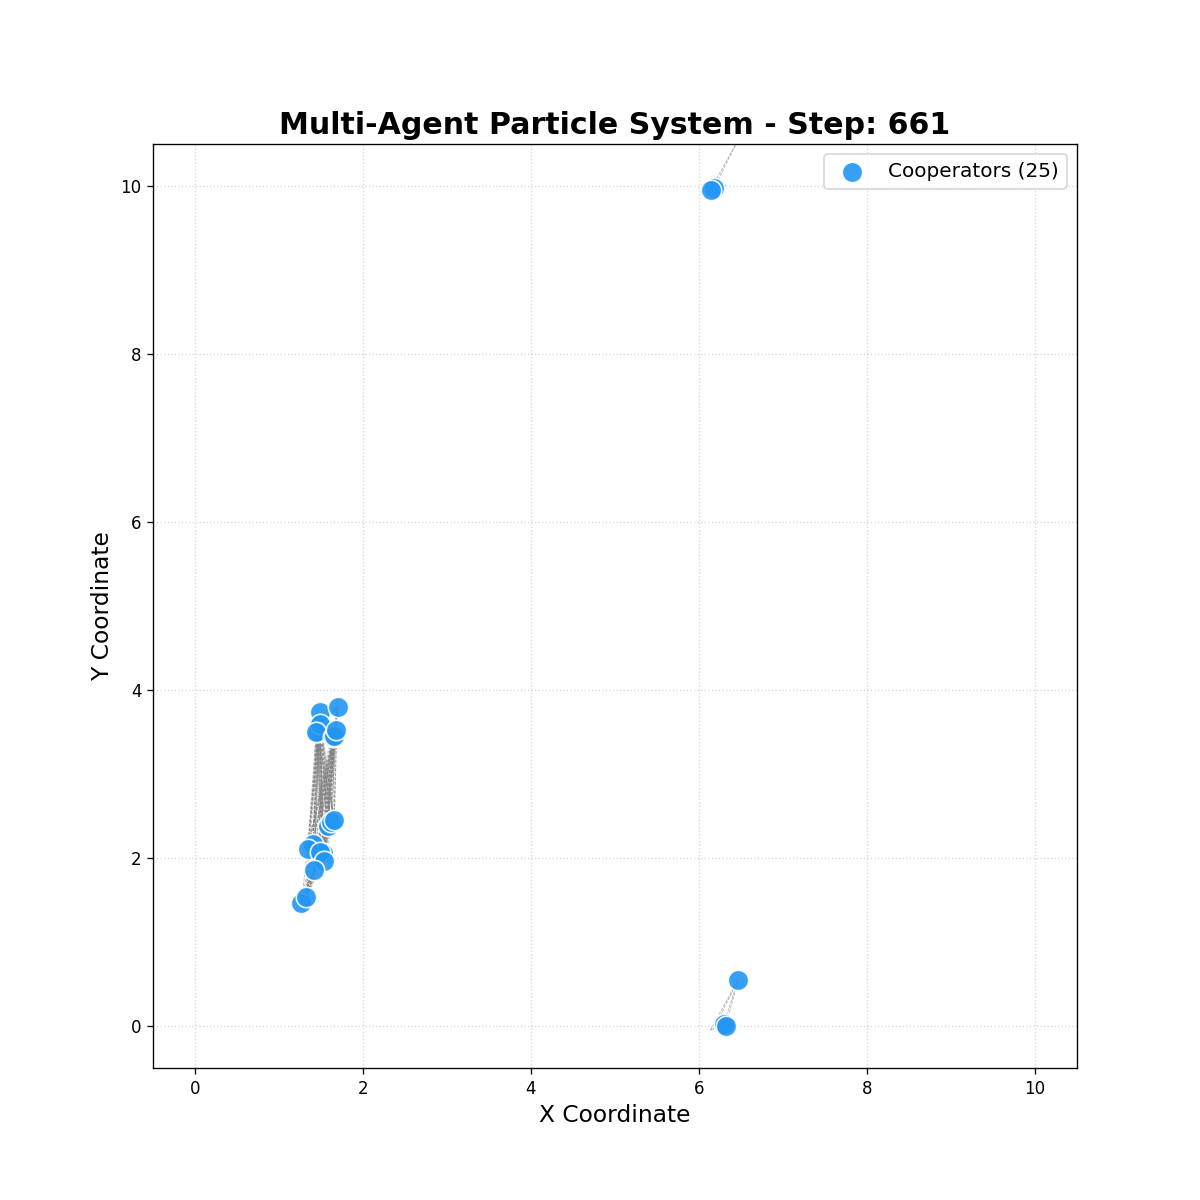 Multi-Agent Particle System - Step: 661
Cooperators (25)
10
8
6
4
2
0
Y Coordinate
0 2 4 6 8 10
X Coordinate